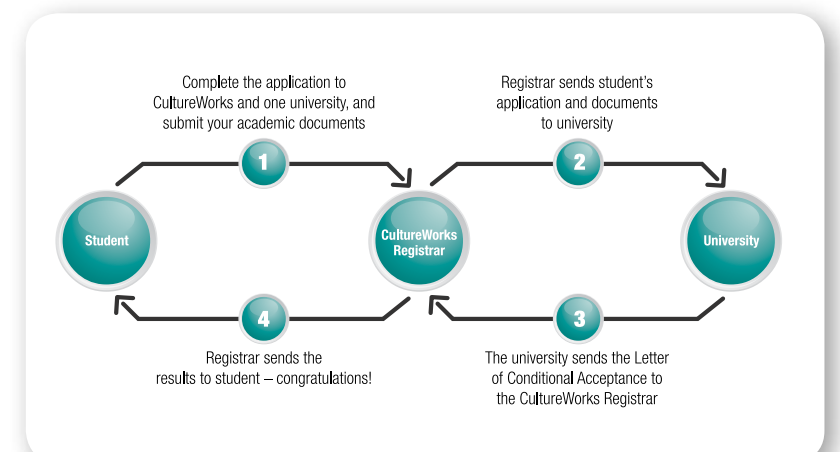 Complete the application to
CultureWorks and one university, and
submit your academic documents
Registrar sends student's
application and documents
to university
1
2
Student
CultureWorks
Registrar
University
4
3
Registrar sends the
results to student – congratulations!
The university sends the Letter
of Conditional Acceptance to
the CultureWorks Registrar